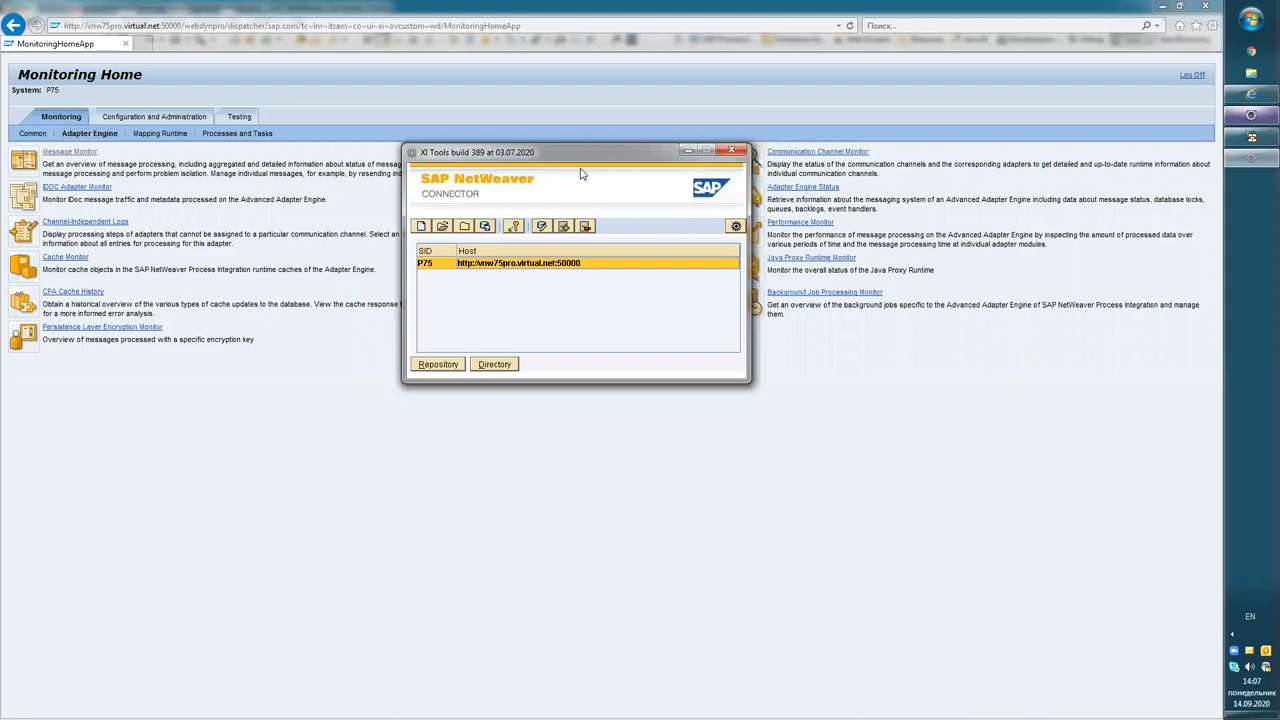 http://vnw75pro.virtual.net:50000/webdynpro/dispatcher/sap.com/tc~lm~itsam~co~ui~xi~ovcustom~wd/MonitoringHomeApp
Поиск...
MonitoringHomeApp
Monitoring Home
Log Off
System: P75
Monitoring
Configuration and Administration
Testing
Common
Adapter Engine
Mapping Runtime
Processes and Tasks
Message Monitor
Get an overview of message processing, including aggregated and detailed information about status of messag
processing and perform problem isolation. Manage individual messages, for example, by resending in
IDOC Adapter Monitor
Monitor IDoc message traffic and metadata processed on the Adapter Engine.
Channel-Independent Logs
Display processing steps of adapters that cannot be assigned to a particular communication channel. Select an
information about all entries for processing for this adapter.
Cache Monitor
Monitor cache objects in the SAP NetWeaver Process Integration runtime caches of the Adapter Engine.
CPA Cache History
Obtain a historical overview of the various types of cache updates to the database. View the cache response
for a more informed error analysis.
Persistence Layer Encryption Monitor
Overview of messages processed with a specific encryption key
XI Tools build 389 at 03.07.2020
SAP NetWeaver
CONNECTOR
SAP
SID
Host
P75
http://vnw75pro.virtual.net:50000
Repository
Directory
Communication Channel Monitor
Display the status of the communication channels and the corresponding adapters to get detailed and up-to-date runtime information about
individual communication channels.
Adapter Engine Status
Retrieve information about the messaging system of an Advanced Adapter Engine including data about message status, database locks,
queues, backlogs, event handlers.
Performance Monitor
Monitor the performance of message processing on the Advanced Adapter Engine by inspecting the amount of processed data over
various periods of time and the message processing time at individual adapter modules.
Java Proxy Runtime Monitor
Monitor the overall status of the Java Proxy Runtime
Background Job Processing Monitor
Get an overview of the background jobs specific to the Advanced Adapter Engine of SAP NetWeaver Process Integration and manage
them.
EN
14:07
понедельник
14.09.2020